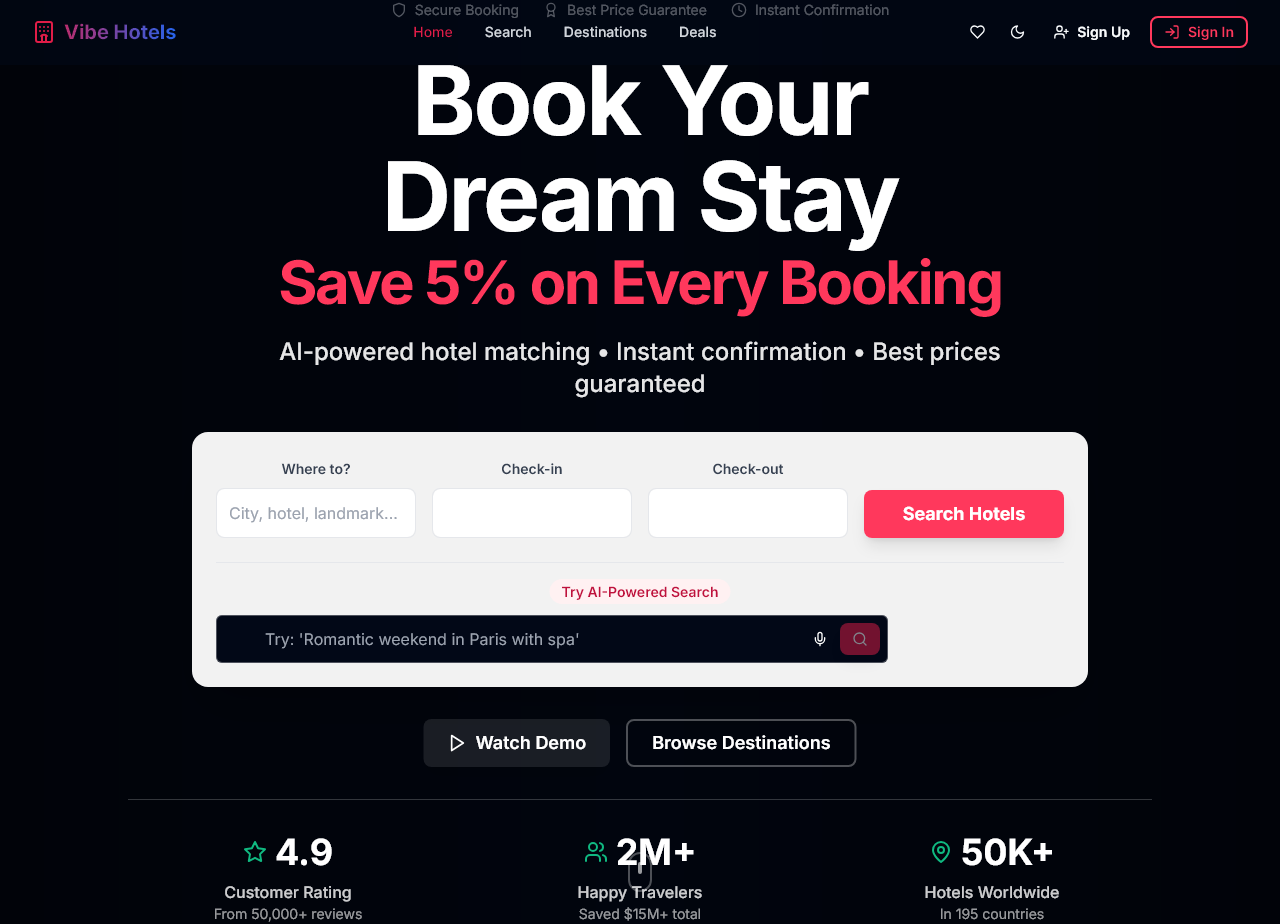 Secure Booking Best Price Guarantee Instant Confirmation
Vibe Hotels Home Search Destinations Deals Sign Up Sign In
Book Your
Dream Stay
Save 5% on Every Booking
AI-powered hotel matching • Instant confirmation • Best prices
guaranteed
Where to? Check-in Check-out
City, hotel, landmark... Search Hotels
Try AI-Powered Search
Try: 'Romantic weekend in Paris with spa'
Watch Demo Browse Destinations
4.9 2M+ 50K+
Customer Rating Happy Travelers Hotels Worldwide
From 50,000+ reviews Saved $15M+ total In 195 countries